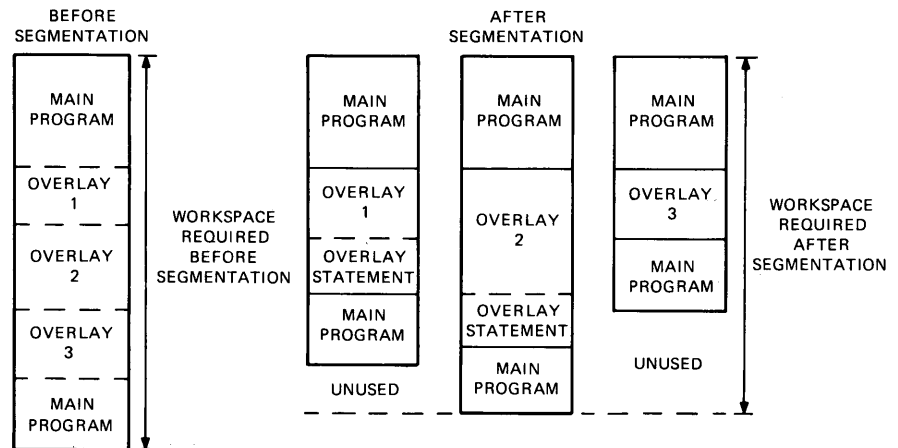 BEFORE
SEGMENTATION
MAIN
PROGRAM
OVERLAY
1
OVERLAY
2
OVERLAY
3
MAIN
PROGRAM
WORKSPACE
REQUIRED
BEFORE
SEGMENTATION
AFTER
SEGMENTATION
MAIN
PROGRAM
OVERLAY
1
OVERLAY
STATEMENT
MAIN
PROGRAM
UNUSED
MAIN
PROGRAM
OVERLAY
2
OVERLAY
STATEMENT
MAIN
PROGRAM
MAIN
PROGRAM
OVERLAY
3
MAIN
PROGRAM
UNUSED
WORKSPACE
REQUIRED
AFTER
SEGMENTATION